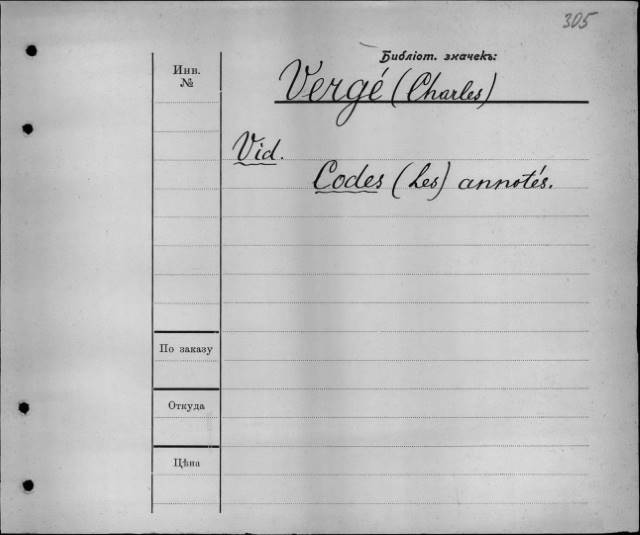 305
Библіот. значекъ:
Инв.
№
Vergé (Charles)
Vid.
Codes (Les) annotés.
По заказу
Откуда
Цѣна